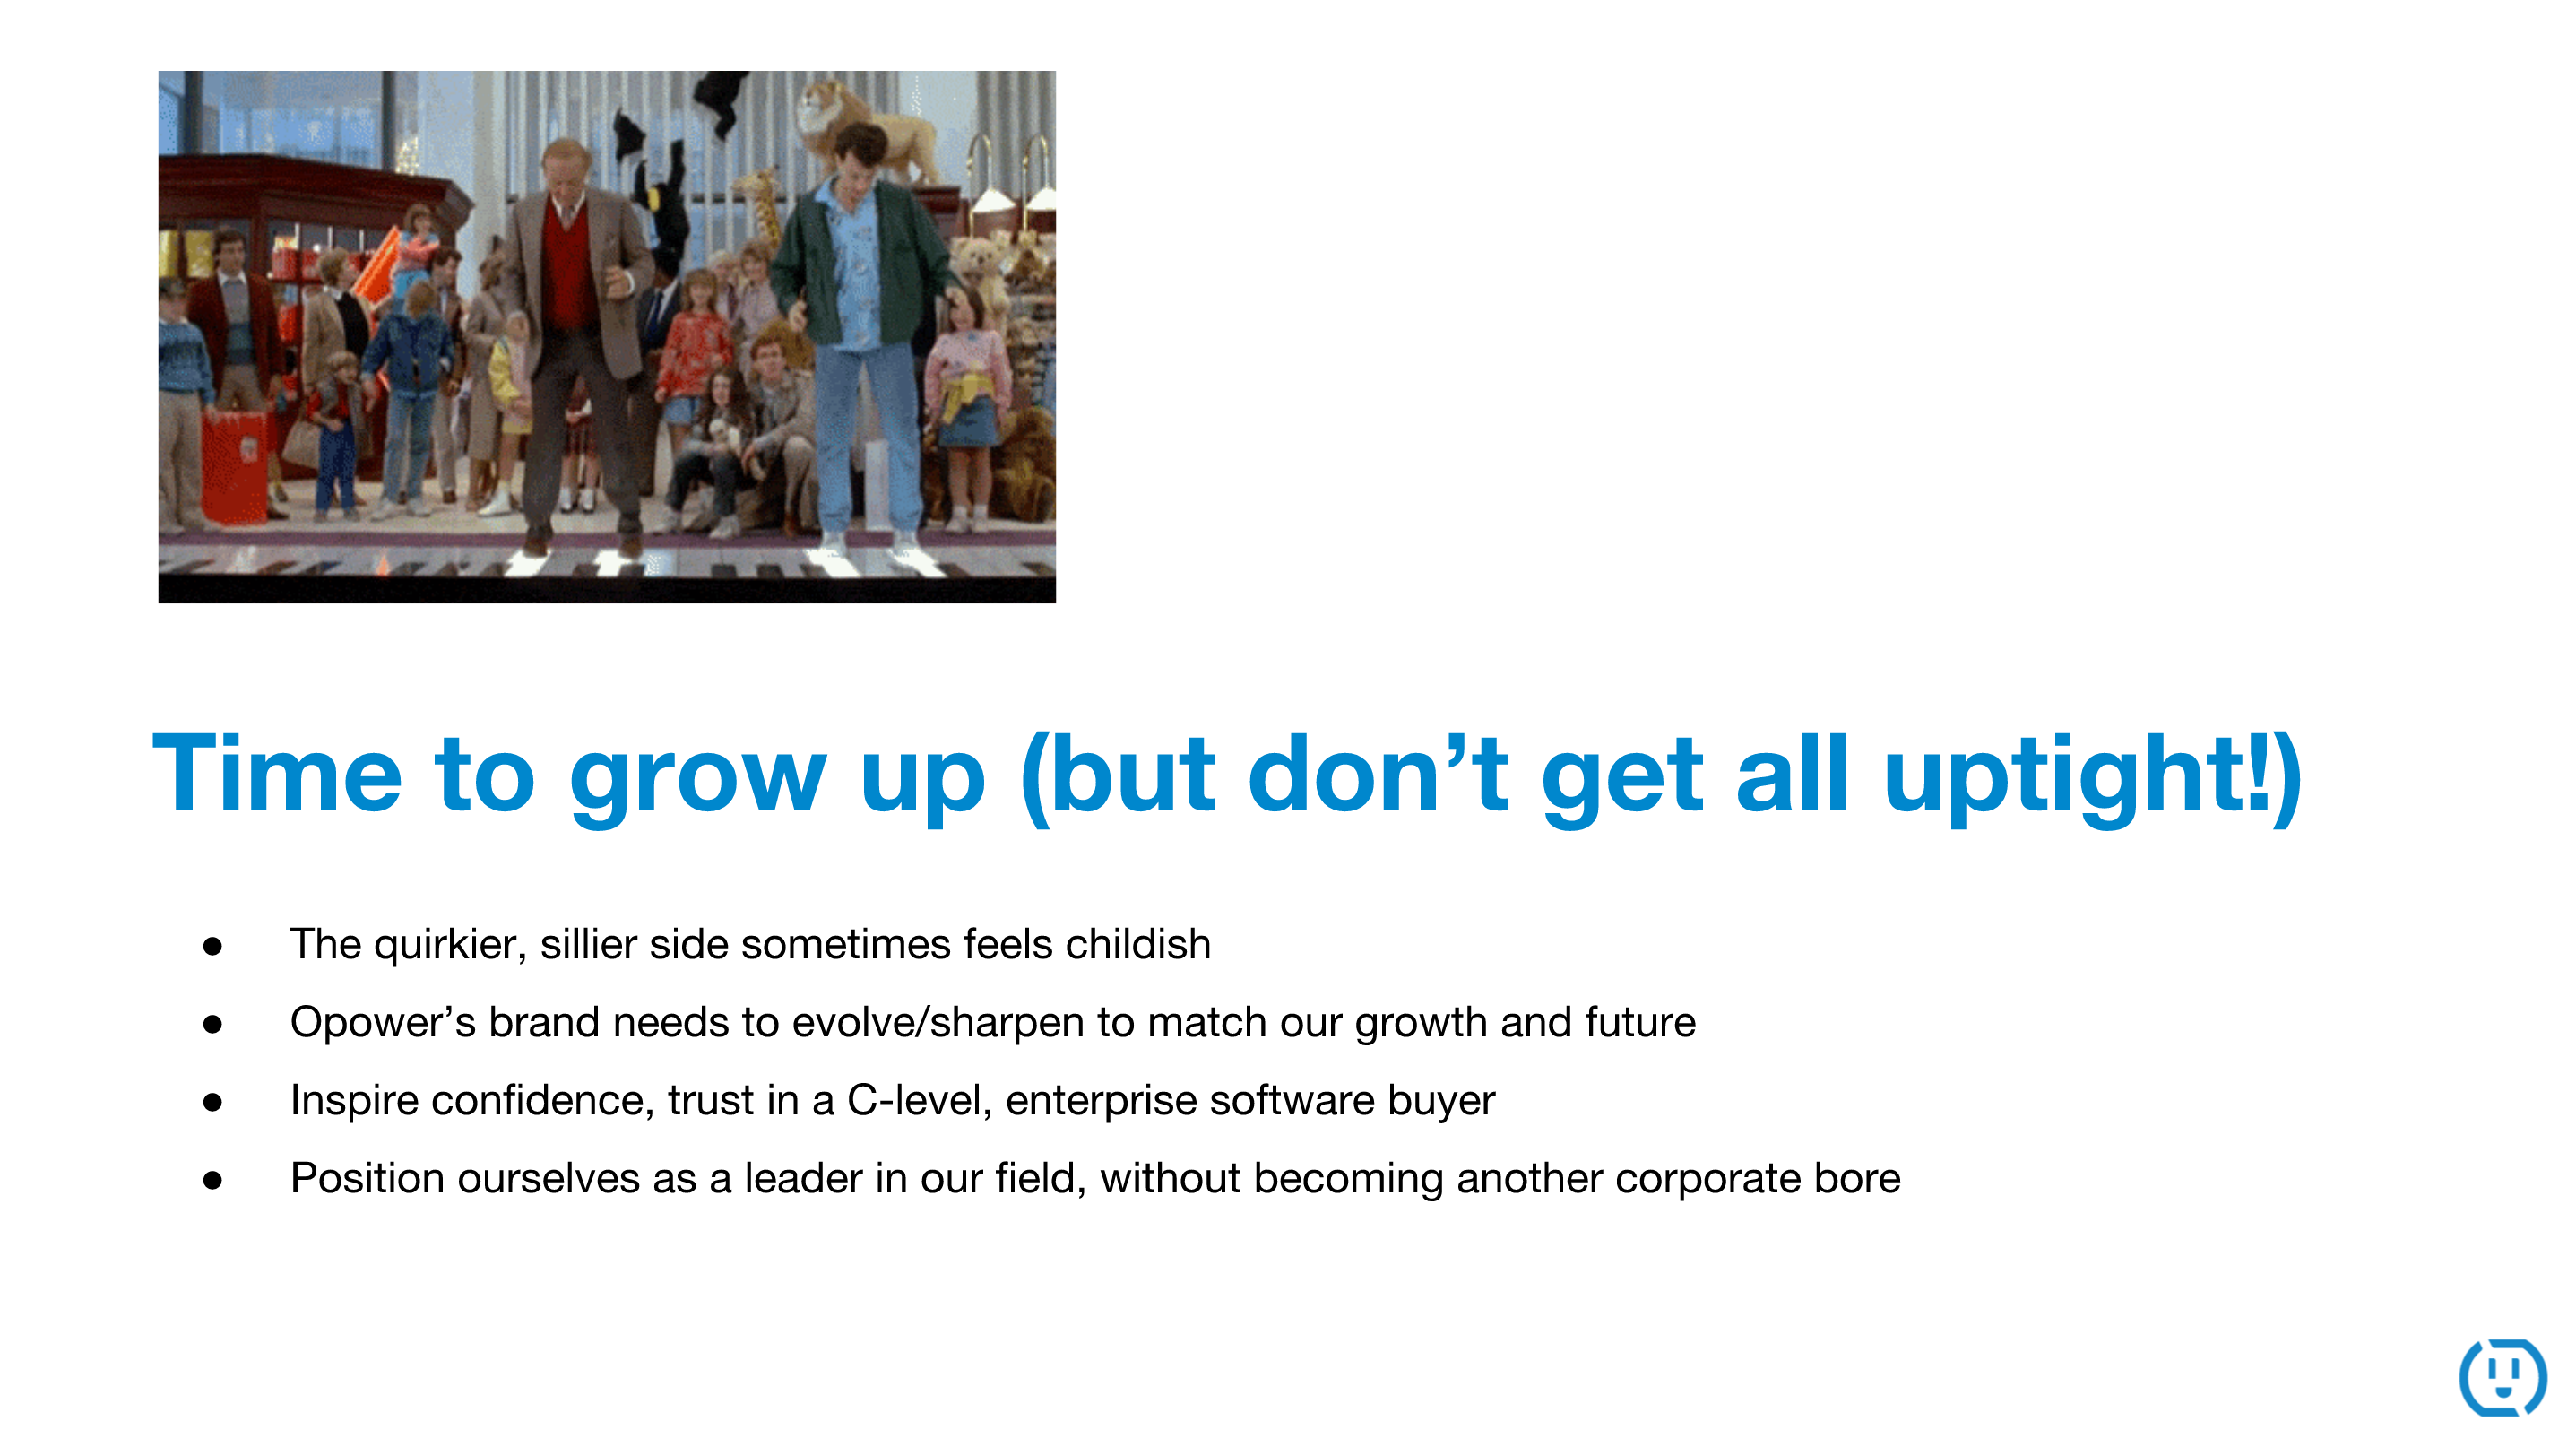 Time to grow up (but don’t get all uptight!)
● The quirkier, sillier side sometimes feels childish
● Opower’s brand needs to evolve/sharpen to match our growth and future
● Inspire confidence, trust in a C-level, enterprise software buyer
● Position ourselves as a leader in our field, without becoming another corporate bore